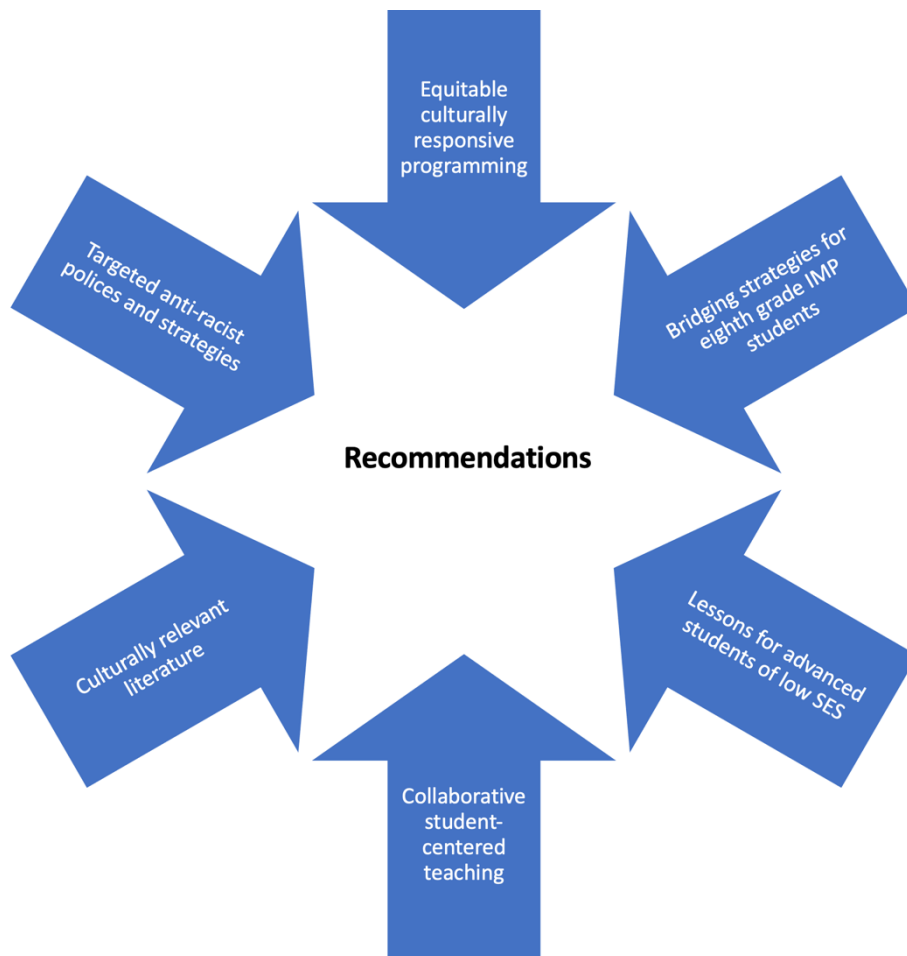 Equitable
culturally
responsive
programming
Bridging strategies for
eighth grade IMP
students
Lessons for advanced
students of low SES
Collaborative
student-
centered
teaching
Culturally relevant
literature
Targeted anti-racist
polices and strategies
Recommendations